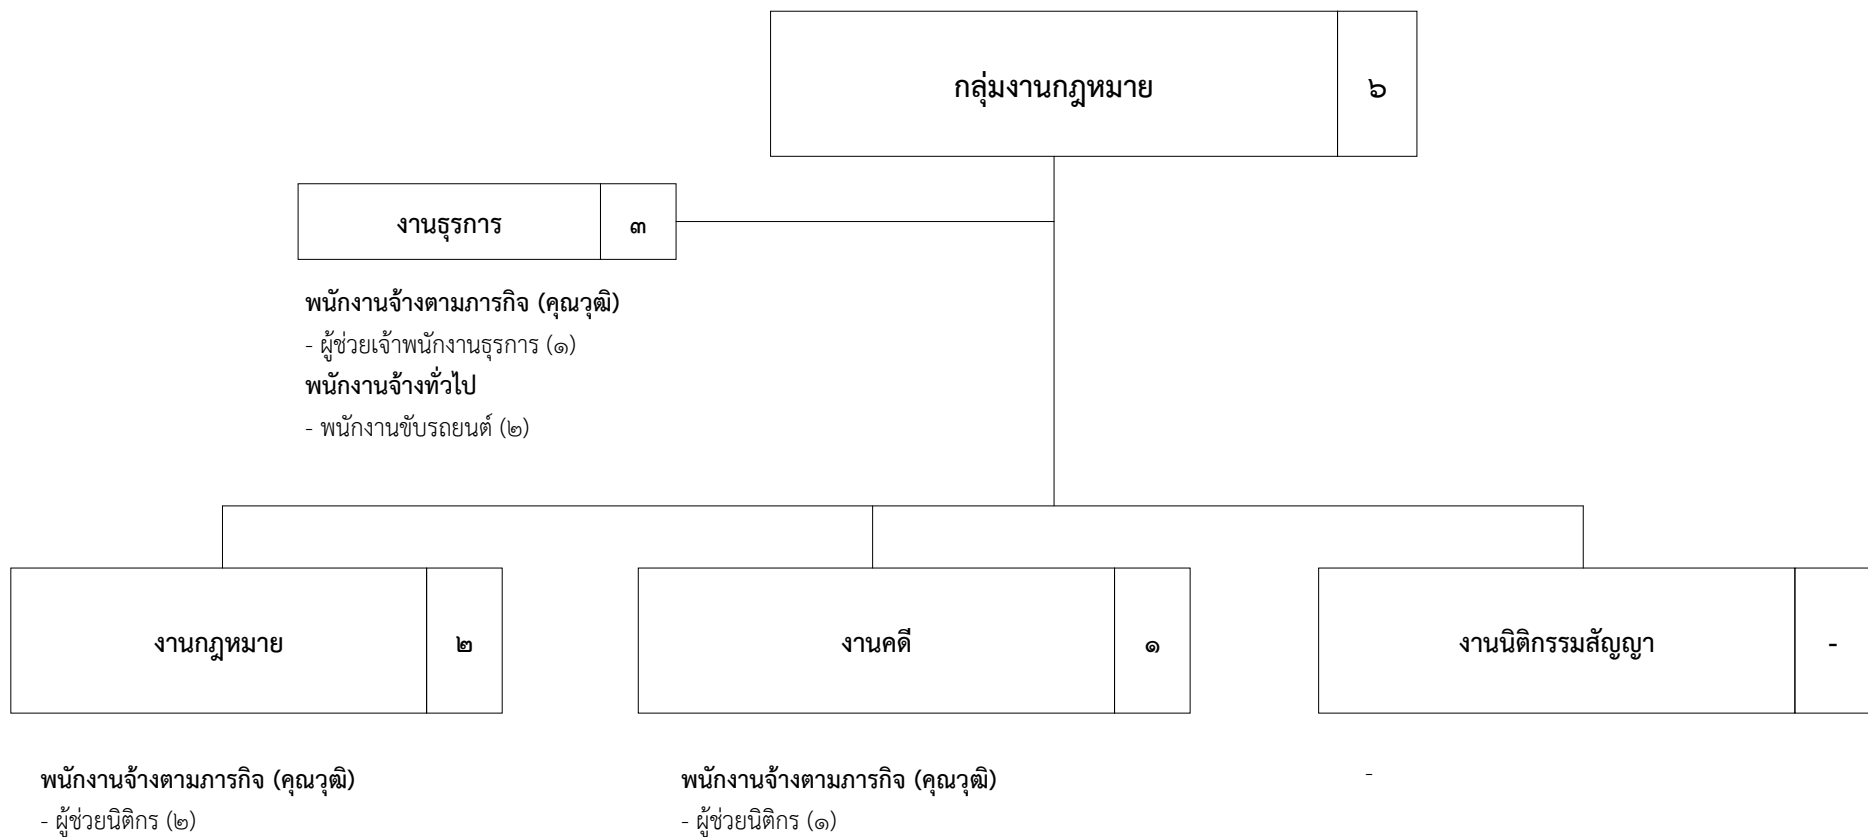 กลุ่มงานกฎหมาย ๖
งานธุรการ ๓
พนักงานจ้างตามภารกิจ (คุณวุฒิ)
- ผู้ช่วยเจ้าพนักงานธุรการ (๑)
พนักงานจ้างทั่วไป
- พนักงานขับรถยนต์ (๒)
งานกฎหมาย ๒
พนักงานจ้างตามภารกิจ (คุณวุฒิ)
- ผู้ช่วยนิติกร (๒)
งานคดี ๑
พนักงานจ้างตามภารกิจ (คุณวุฒิ)
- ผู้ช่วยนิติกร (๑)
งานนิติกรรมสัญญา -
-